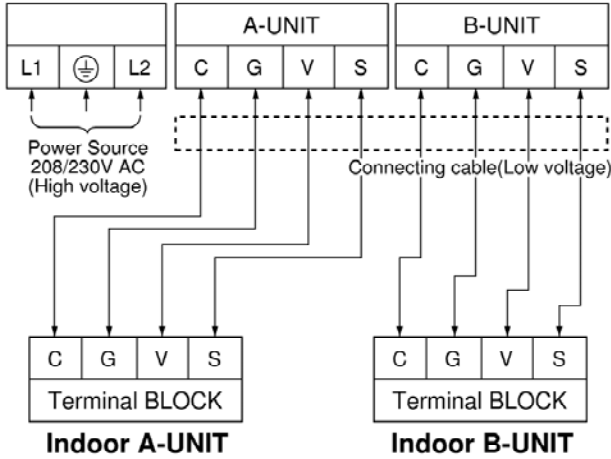 A-UNIT B-UNIT
L1 L2 C G V S C G V S
Power Source
208/230V AC
(High voltage)
Connecting cable(Low voltage)
C G V S C G V S
Terminal BLOCK Terminal BLOCK
Indoor A-UNIT Indoor B-UNIT